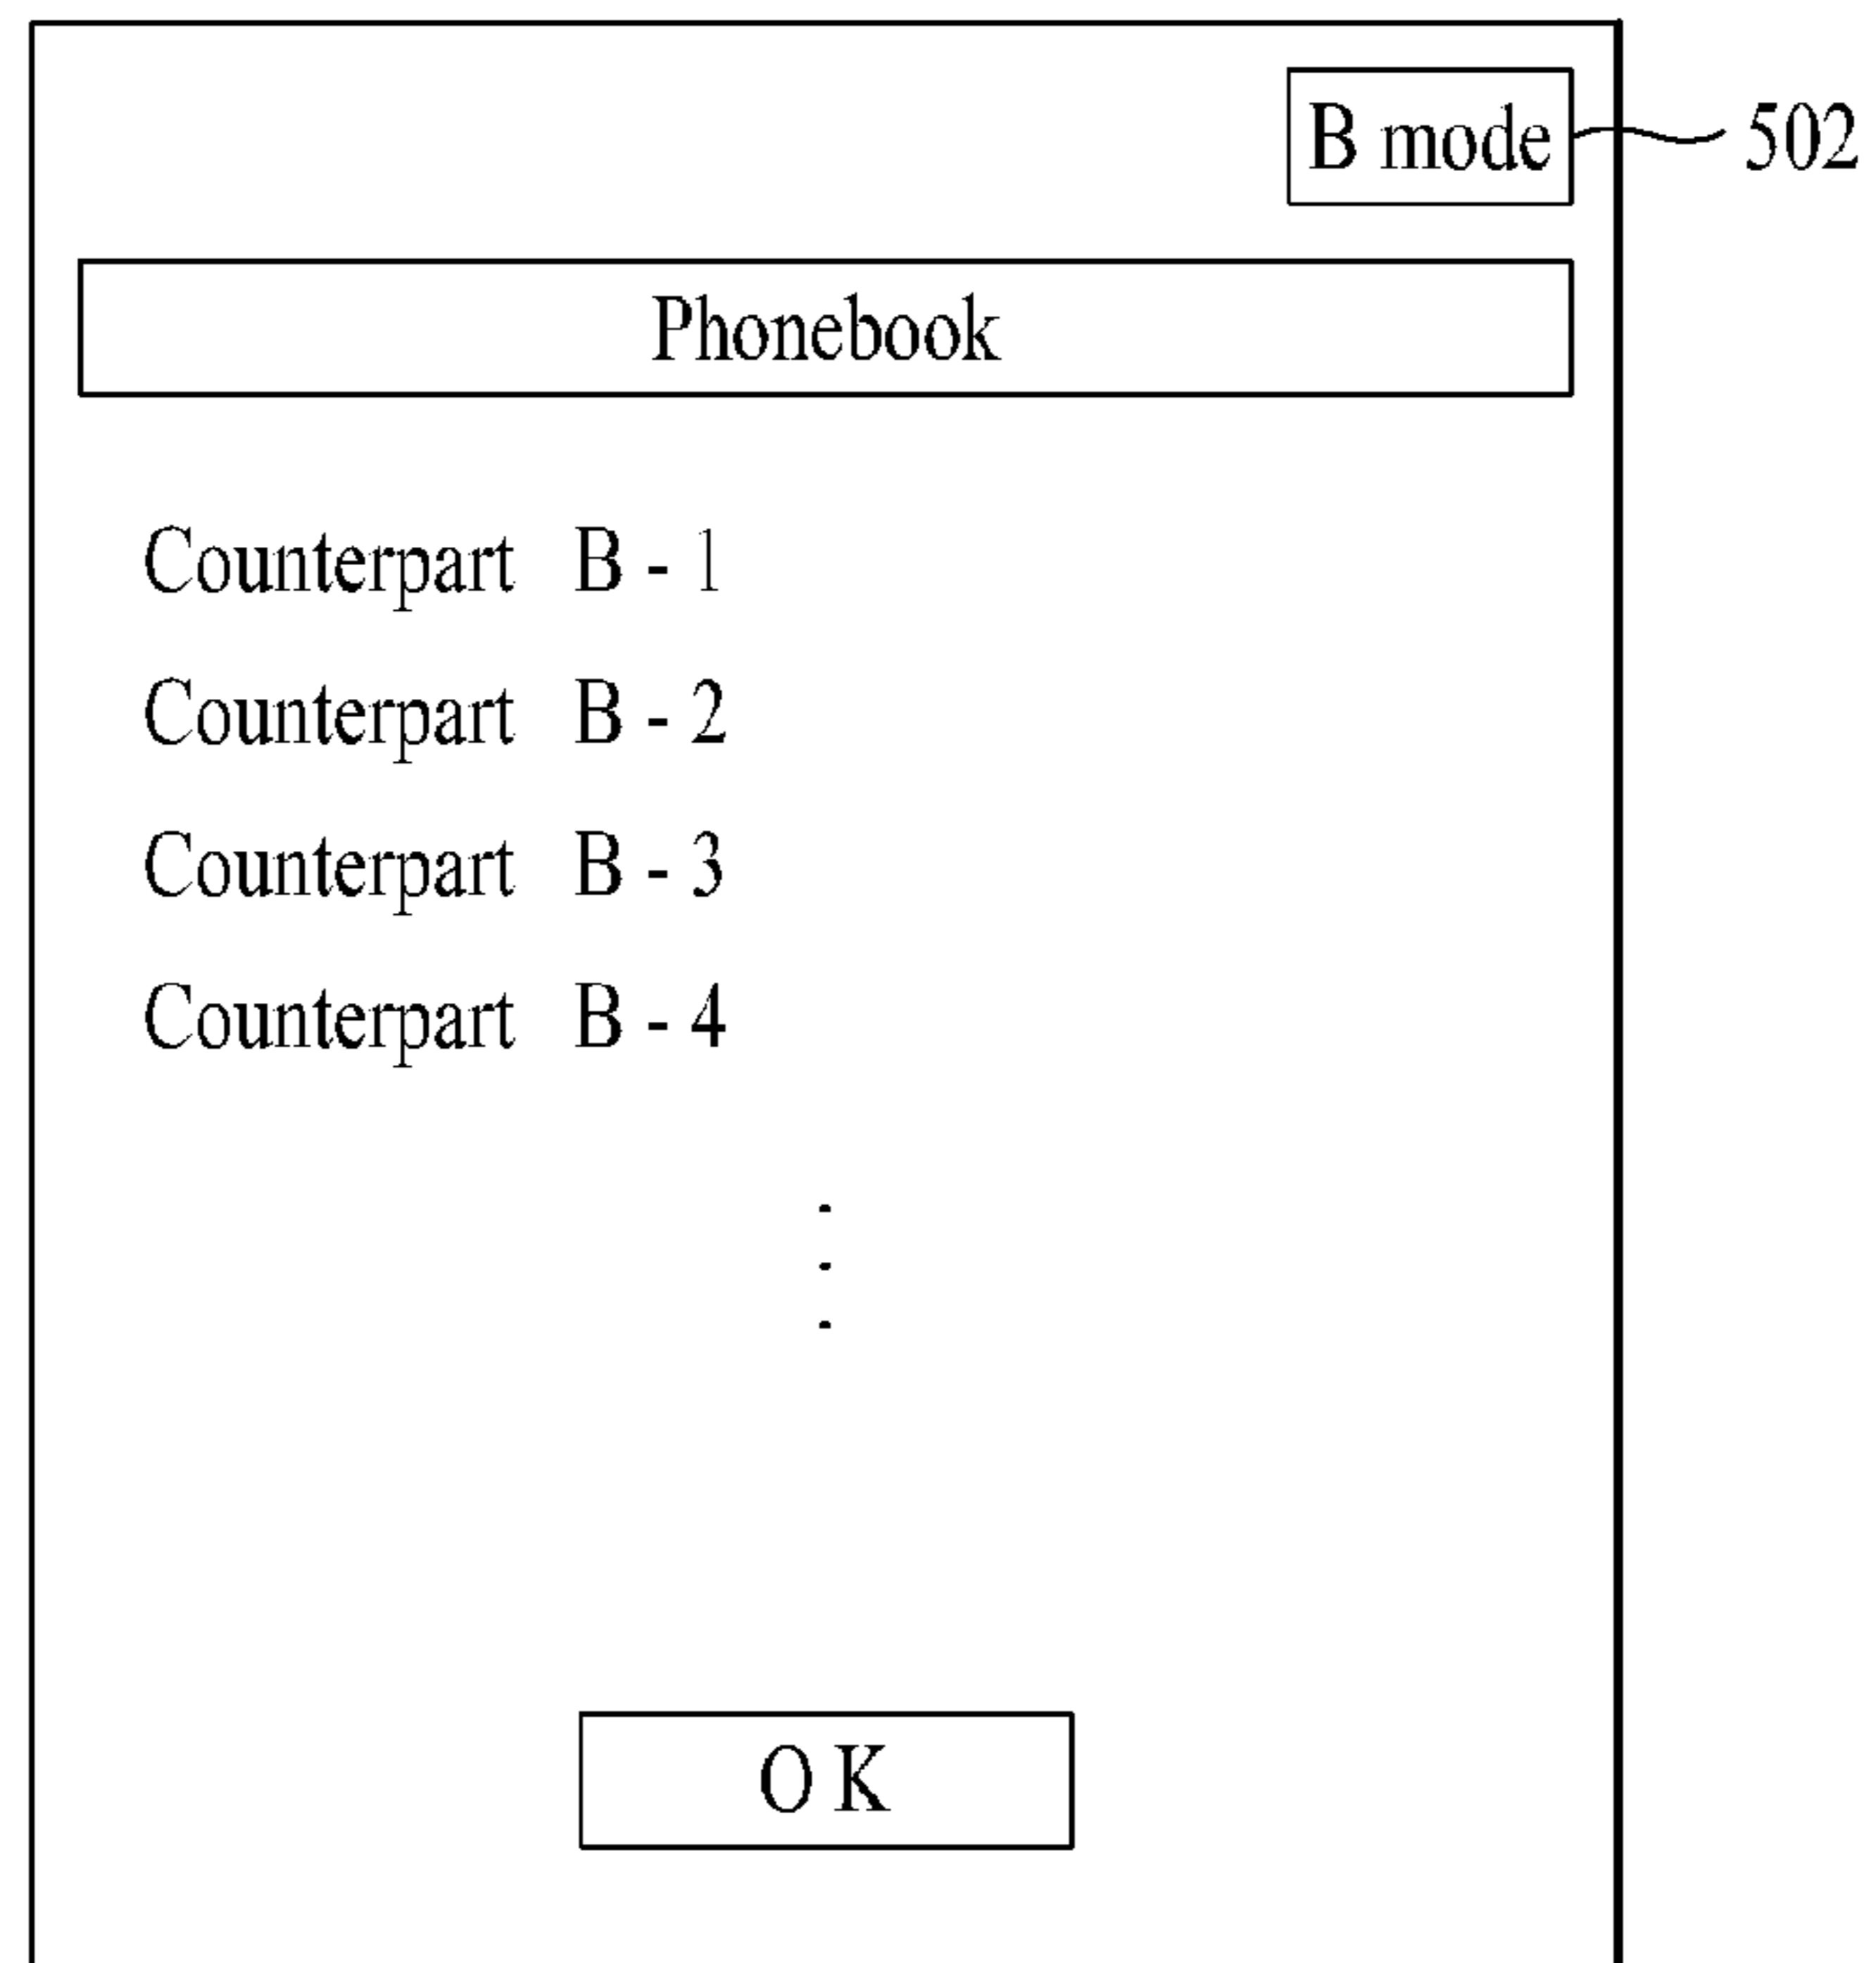 B mode 502
Phonebook
Counterpart B - 1
Counterpart B - 2
Counterpart B - 3
Counterpart B - 4
OK